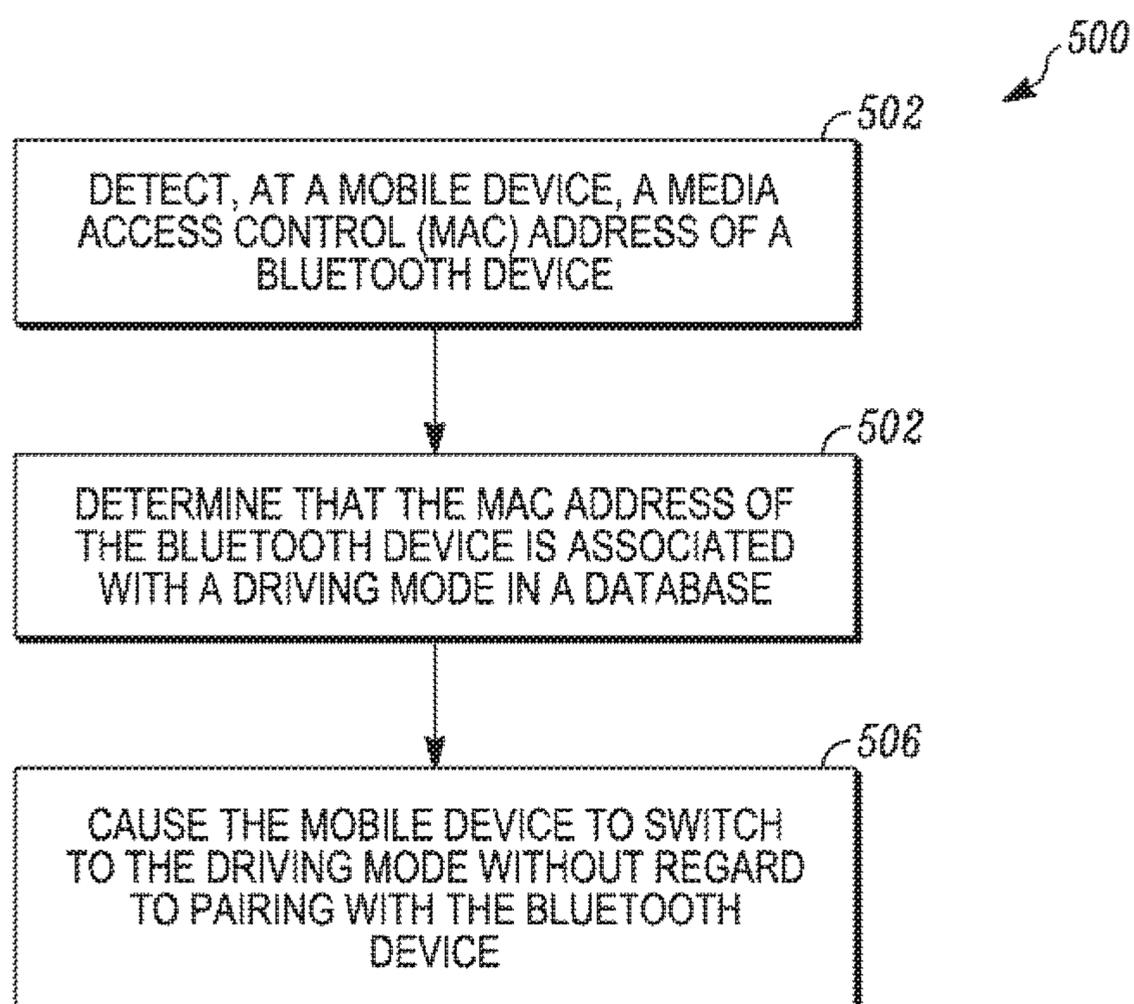 500
502
DETECT, AT A MOBILE DEVICE, A MEDIA
ACCESS CONTROL (MAC) ADDRESS OF A
BLUETOOTH DEVICE
502
DETERMINE THAT THE MAC ADDRESS OF
THE BLUETOOTH DEVICE IS ASSOCIATED
WITH A DRIVING MODE IN A DATABASE
506
CAUSE THE MOBILE DEVICE TO SWITCH
TO THE DRIVING MODE WITHOUT REGARD
TO PAIRING WITH THE BLUETOOTH
DEVICE